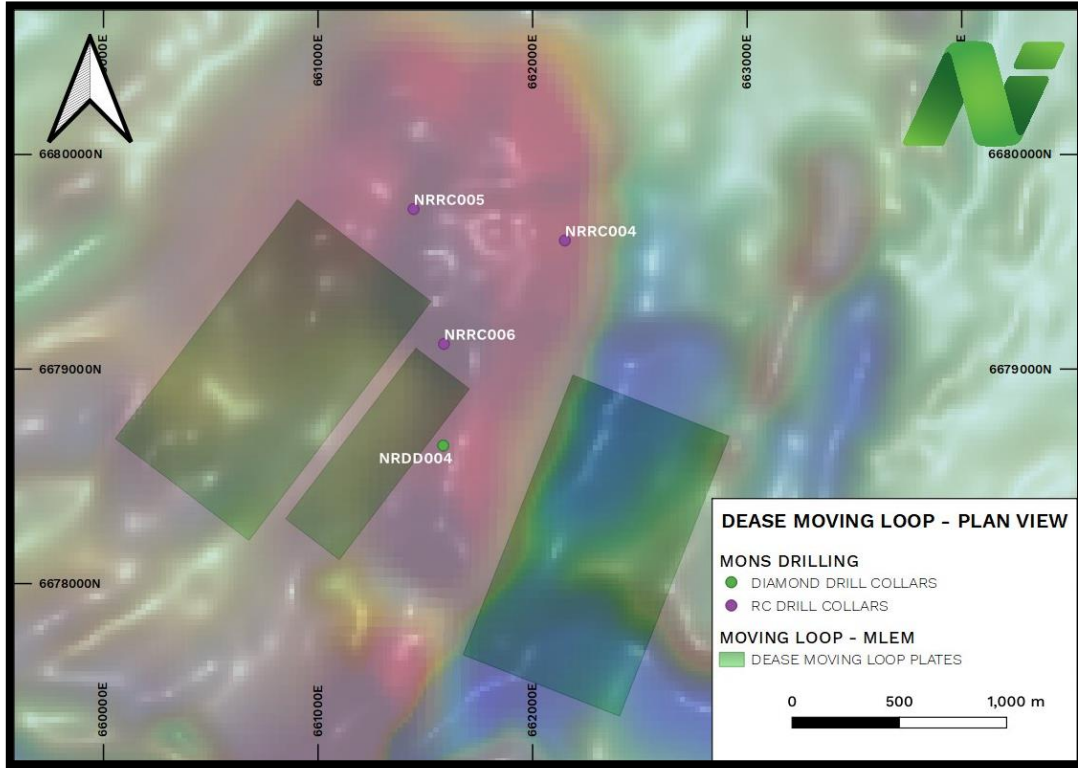 661000E
662000E
663000E
6680000N
6680000N
NRRC005
NRRC004
NRRC006
6679000N
6679000N
NRDD004
DEASE MOVING LOOP - PLAN VIEW
MONS DRILLING
DIAMOND DRILL COLLARS
RC DRILL COLLARS
6678000N
MOVING LOOP - MLEM
DEASE MOVING LOOP PLATES
660000E
661000E
662000E
0 500 1,000 m